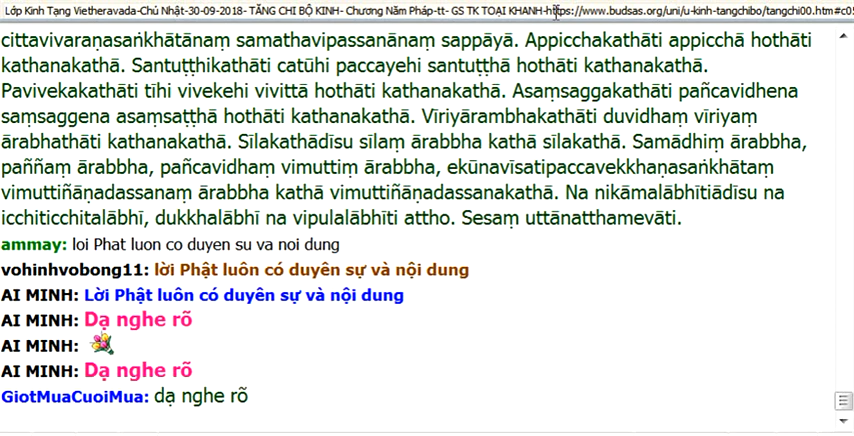 Lớp Kinh Tạng Vietheravada-Chủ Nhật-30-09-2018- TĂNG CHI BỘ KINH- Chương Năm Pháp-tt- GS TK TOẠI KHANH-https://www.budsas.org/uni/u-kinh-tangchibo/tangchi00.htm#c05
cittavivaraṇasaṅkhātānaṃ samathavipassanānaṃ sappāyā. Appicchakathāti appicchā hothāti
kathanakathā. Santuṭṭhikathāti catūhi paccayehi santuṭṭhā hothāti kathanakathā.
Pavivekakathāti tīhi vivekehi vivittā hothāti kathanakathā. Asaṃsaggakathāti pañcavidhena
saṃsaggena asaṃsaṭṭhā hothāti kathanakathā. Vīriyārambhakathāti duvidhaṃ vīriyaṃ
ārabhathāti kathanakathā. Sīlakathādīsu sīlaṃ ārabbha kathā sīlakathā. Samādhiṃ ārabbha,
paññaṃ ārabbha, pañcavidhaṃ vimuttiṃ ārabbha, ekūnavīsatipaccavekkhaṇasaṅkhātaṃ
vimuttiñāṇadassanaṃ ārabbha kathā vimuttiñāṇadassanakathā. Na nikāmalābhītiādīsu na
icchiticchitalābhī, dukkhalābhī na vipulalābhīti attho. Sesaṃ uttānatthamevāti.
ammay: loi Phat luon co duyen su va noi dung
vohinhvobong11: lời Phật luôn có duyên sự và nội dung
AI MINH: Lời Phật luôn có duyên sự và nội dung
AI MINH: Dạ nghe rõ
AI MINH:
AI MINH: Dạ nghe rõ
GiotMuaCuoiMua: dạ nghe rõ